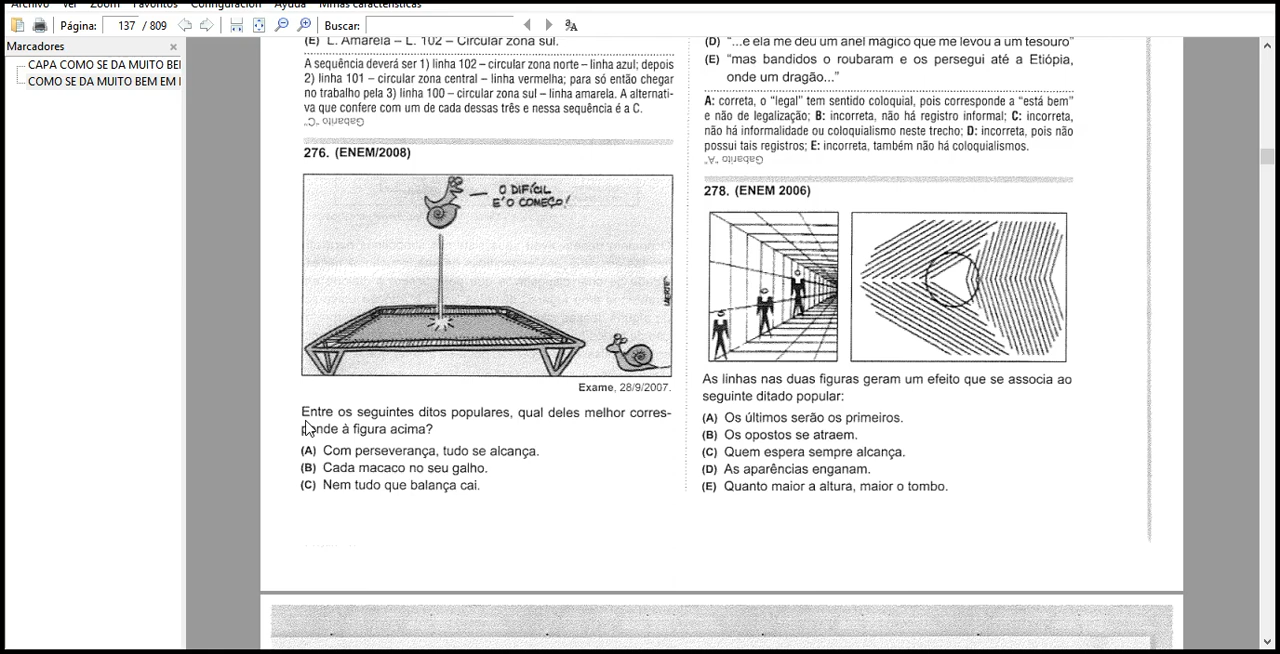 Archivo Ver Zoom Favoritos Configuración Ayuda Minhas características
Página: 137 / 809 Buscar:
Marcadores
CAPA COMO SE DA MUITO BEI
COMO SE DA MUITO BEM EM I
(E) L. Amarela – L. 102 – Circular zona sul.
A sequência deverá ser 1) linha 102 – circular zona norte – linha azul; depois
2) linha 101 – circular zona central – linha vermelha; para só então chegar
no trabalho pela 3) linha 100 – circular zona sul – linha amarela. A alternati-
va que confere com um de cada dessas três e nessa sequência é a C.
Gabarito "C".
276. (ENEM/2008)
O DIFÍCIL
É O COMEÇO!
Exame, 28/9/2007.
Entre os seguintes ditos populares, qual deles melhor corres-
ponde à figura acima?
(A) Com perseverança, tudo se alcança.
(B) Cada macaco no seu galho.
(C) Nem tudo que balança cai.
(D) "...e ela me deu um anel mágico que me levou a um tesouro"
(E) "mas bandidos o roubaram e os persegui até a Etiópia,
onde um dragão..."
A: correta, o "legal" tem sentido coloquial, pois corresponde a "está bem"
e não de legalização; B: incorreta, não há registro informal; C: incorreta,
não há informalidade ou coloquialismo neste trecho; D: incorreta, pois não
possui tais registros; E: incorreta, também não há coloquialismos.
Gabarito "A".
278. (ENEM 2006)
As linhas nas duas figuras geram um efeito que se associa ao
seguinte ditado popular:
(A) Os últimos serão os primeiros.
(B) Os opostos se atraem.
(C) Quem espera sempre alcança.
(D) As aparências enganam.
(E) Quanto maior a altura, maior o tombo.